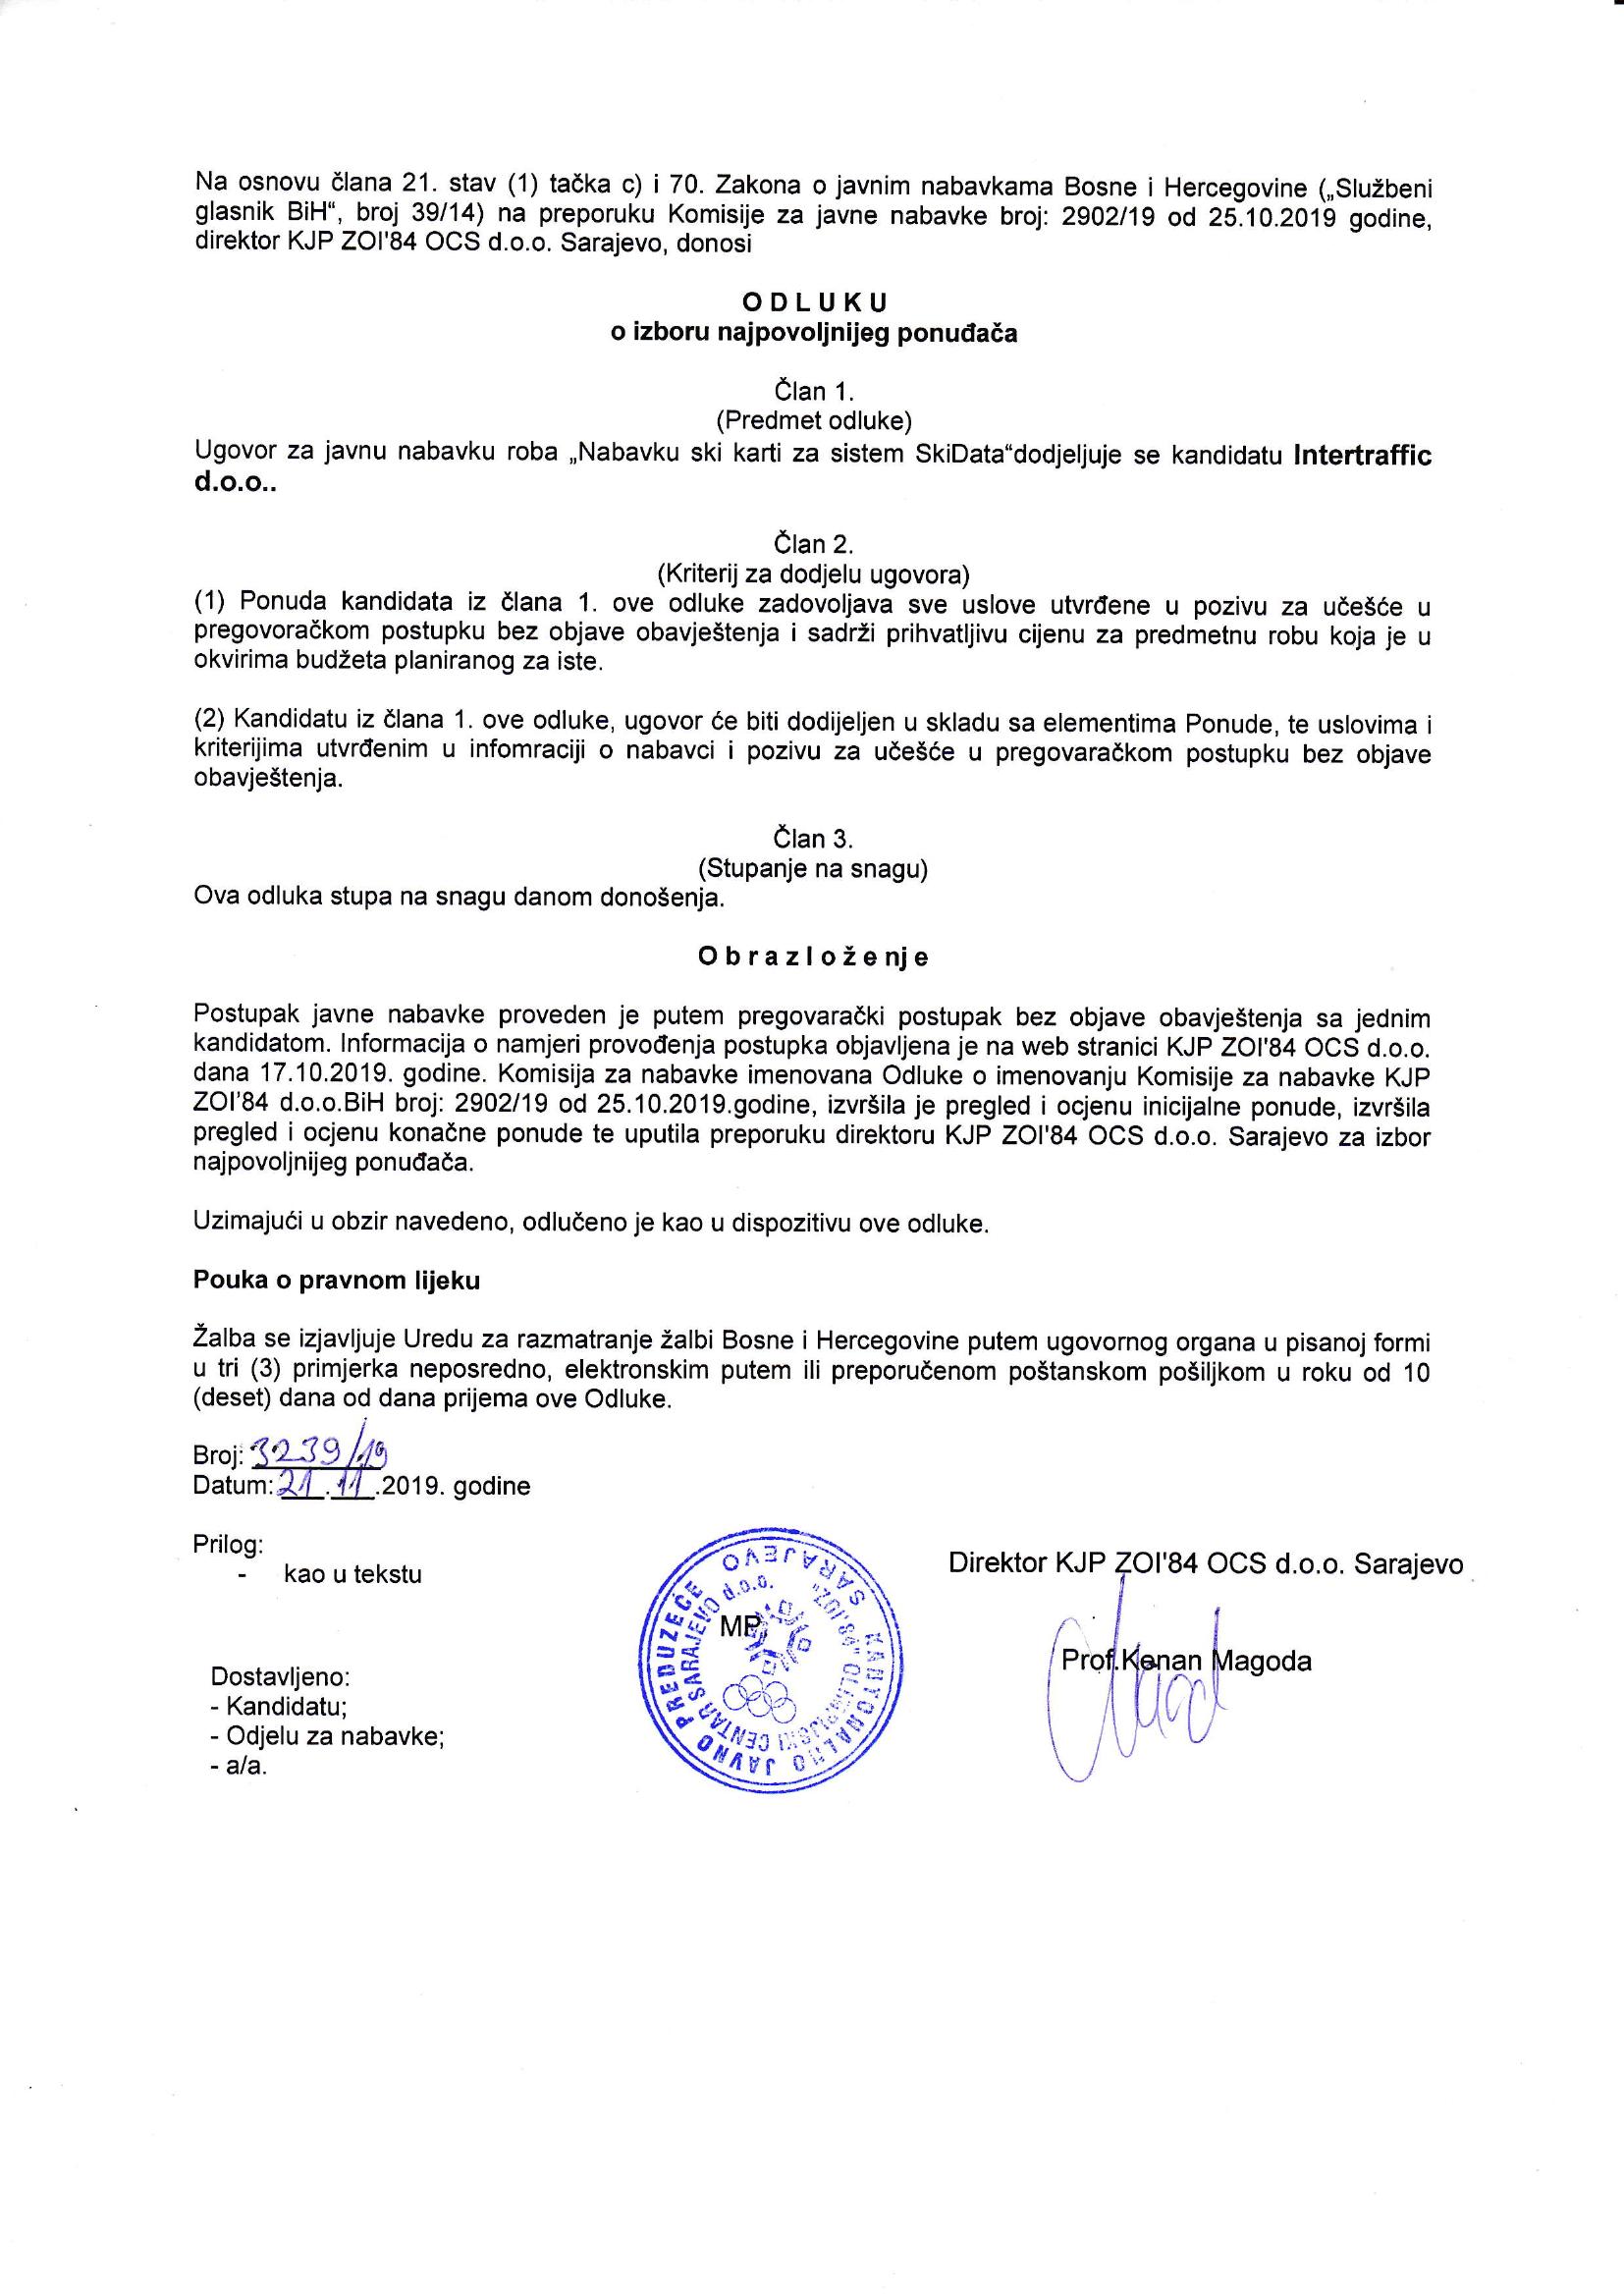 Na osnovu člana 21. stav (1) tačka c) i 70. Zakona o javnim nabavkama Bosne i Hercegovine („Službeni
glasnik BiH“, broj 39/14) na preporuku Komisije za javne nabavke broj: 2902/19 od 25.10.2019 godine,
direktor KJP ZOI'84 OCS d.o.o. Sarajevo, donosi
O D L U K U
o izboru najpovoljnijeg ponuđača
Član 1.
(Predmet odluke)
Ugovor za javnu nabavku roba „Nabavku ski karti za sistem SkiData“dodjeljuje se kandidatu Intertraffic
d.o.o..
Član 2.
(Kriterij za dodjelu ugovora)
(1) Ponuda kandidata iz člana 1. ove odluke zadovoljava sve uslove utvrđene u pozivu za učešće u
pregovoračkom postupku bez objave obavještenja i sadrži prihvatljivu cijenu za predmetnu robu koja je u
okvirima budžeta planiranog za iste.
(2) Kandidatu iz člana 1. ove odluke, ugovor će biti dodijeljen u skladu sa elementima Ponude, te uslovima i
kriterijima utvrđenim u infomraciji o nabavci i pozivu za učešće u pregovaračkom postupku bez objave
obavještenja.
Član 3.
(Stupanje na snagu)
Ova odluka stupa na snagu danom donošenja.
O b r a z l o ž e nj e
Postupak javne nabavke proveden je putem pregovarački postupak bez objave obavještenja sa jednim
kandidatom. Informacija o namjeri provođenja postupka objavljena je na web stranici KJP ZOI'84 OCS d.o.o.
dana 17.10.2019. godine. Komisija za nabavke imenovana Odluke o imenovanju Komisije za nabavke KJP
ZOI'84 d.o.o.BiH broj: 2902/19 od 25.10.2019.godine, izvršila je pregled i ocjenu inicijalne ponude, izvršila
pregled i ocjenu konačne ponude te uputila preporuku direktoru KJP ZOI'84 OCS d.o.o. Sarajevo za izbor
najpovoljnijeg ponuđača.
Uzimajući u obzir navedeno, odlučeno je kao u dispozitivu ove odluke.
Pouka o pravnom lijeku
Žalba se izjavljuje Uredu za razmatranje žalbi Bosne i Hercegovine putem ugovornog organa u pisanoj formi
u tri (3) primjerka neposredno, elektronskim putem ili preporučenom poštanskom pošiljkom u roku od 10
(deset) dana od dana prijema ove Odluke.
Broj: 3239/19
Datum: 21.11.2019. godine
Prilog:
- kao u tekstu
Direktor KJP ZOI'84 OCS d.o.o. Sarajevo
MP
Prof.Kenan Magoda
KANTONALNO JAVNO PREDUZEĆE SARAJEVO
"ZOI'84" OLIMPIJSKI CENTAR SARAJEVO d.o.o.
Dostavljeno:
- Kandidatu;
- Odjelu za nabavke;
- a/a.